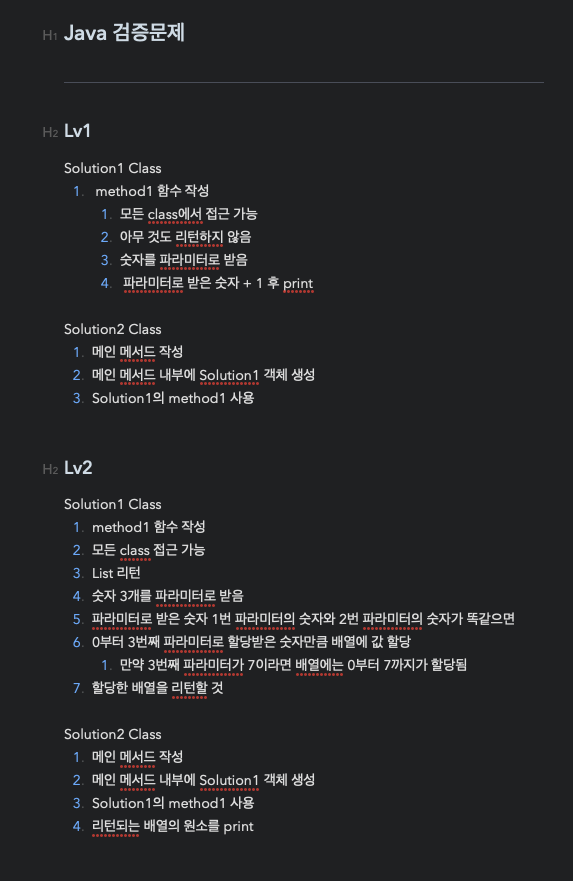 H1 Java 검증문제
H2 Lv1
Solution1 Class
1. method1 함수 작성
1. 모든 class에서 접근 가능
2. 아무 것도 리턴하지 않음
3. 숫자를 파라미터로 받음
4. 파라미터로 받은 숫자 + 1 후 print
Solution2 Class
1. 메인 메서드 작성
2. 메인 메서드 내부에 Solution1 객체 생성
3. Solution1의 method1 사용
H2 Lv2
Solution1 Class
1. method1 함수 작성
2. 모든 class 접근 가능
3. List 리턴
4. 숫자 3개를 파라미터로 받음
5. 파라미터로 받은 숫자 1번 파라미터의 숫자와 2번 파라미터의 숫자가 똑같으면
6. 0부터 3번째 파라미터로 할당받은 숫자만큼 배열에 값 할당
1. 만약 3번째 파라미터가 7이라면 배열에는 0부터 7까지가 할당됨
7. 할당한 배열을 리턴할 것
Solution2 Class
1. 메인 메서드 작성
2. 메인 메서드 내부에 Solution1 객체 생성
3. Solution1의 method1 사용
4. 리턴되는 배열의 원소를 print